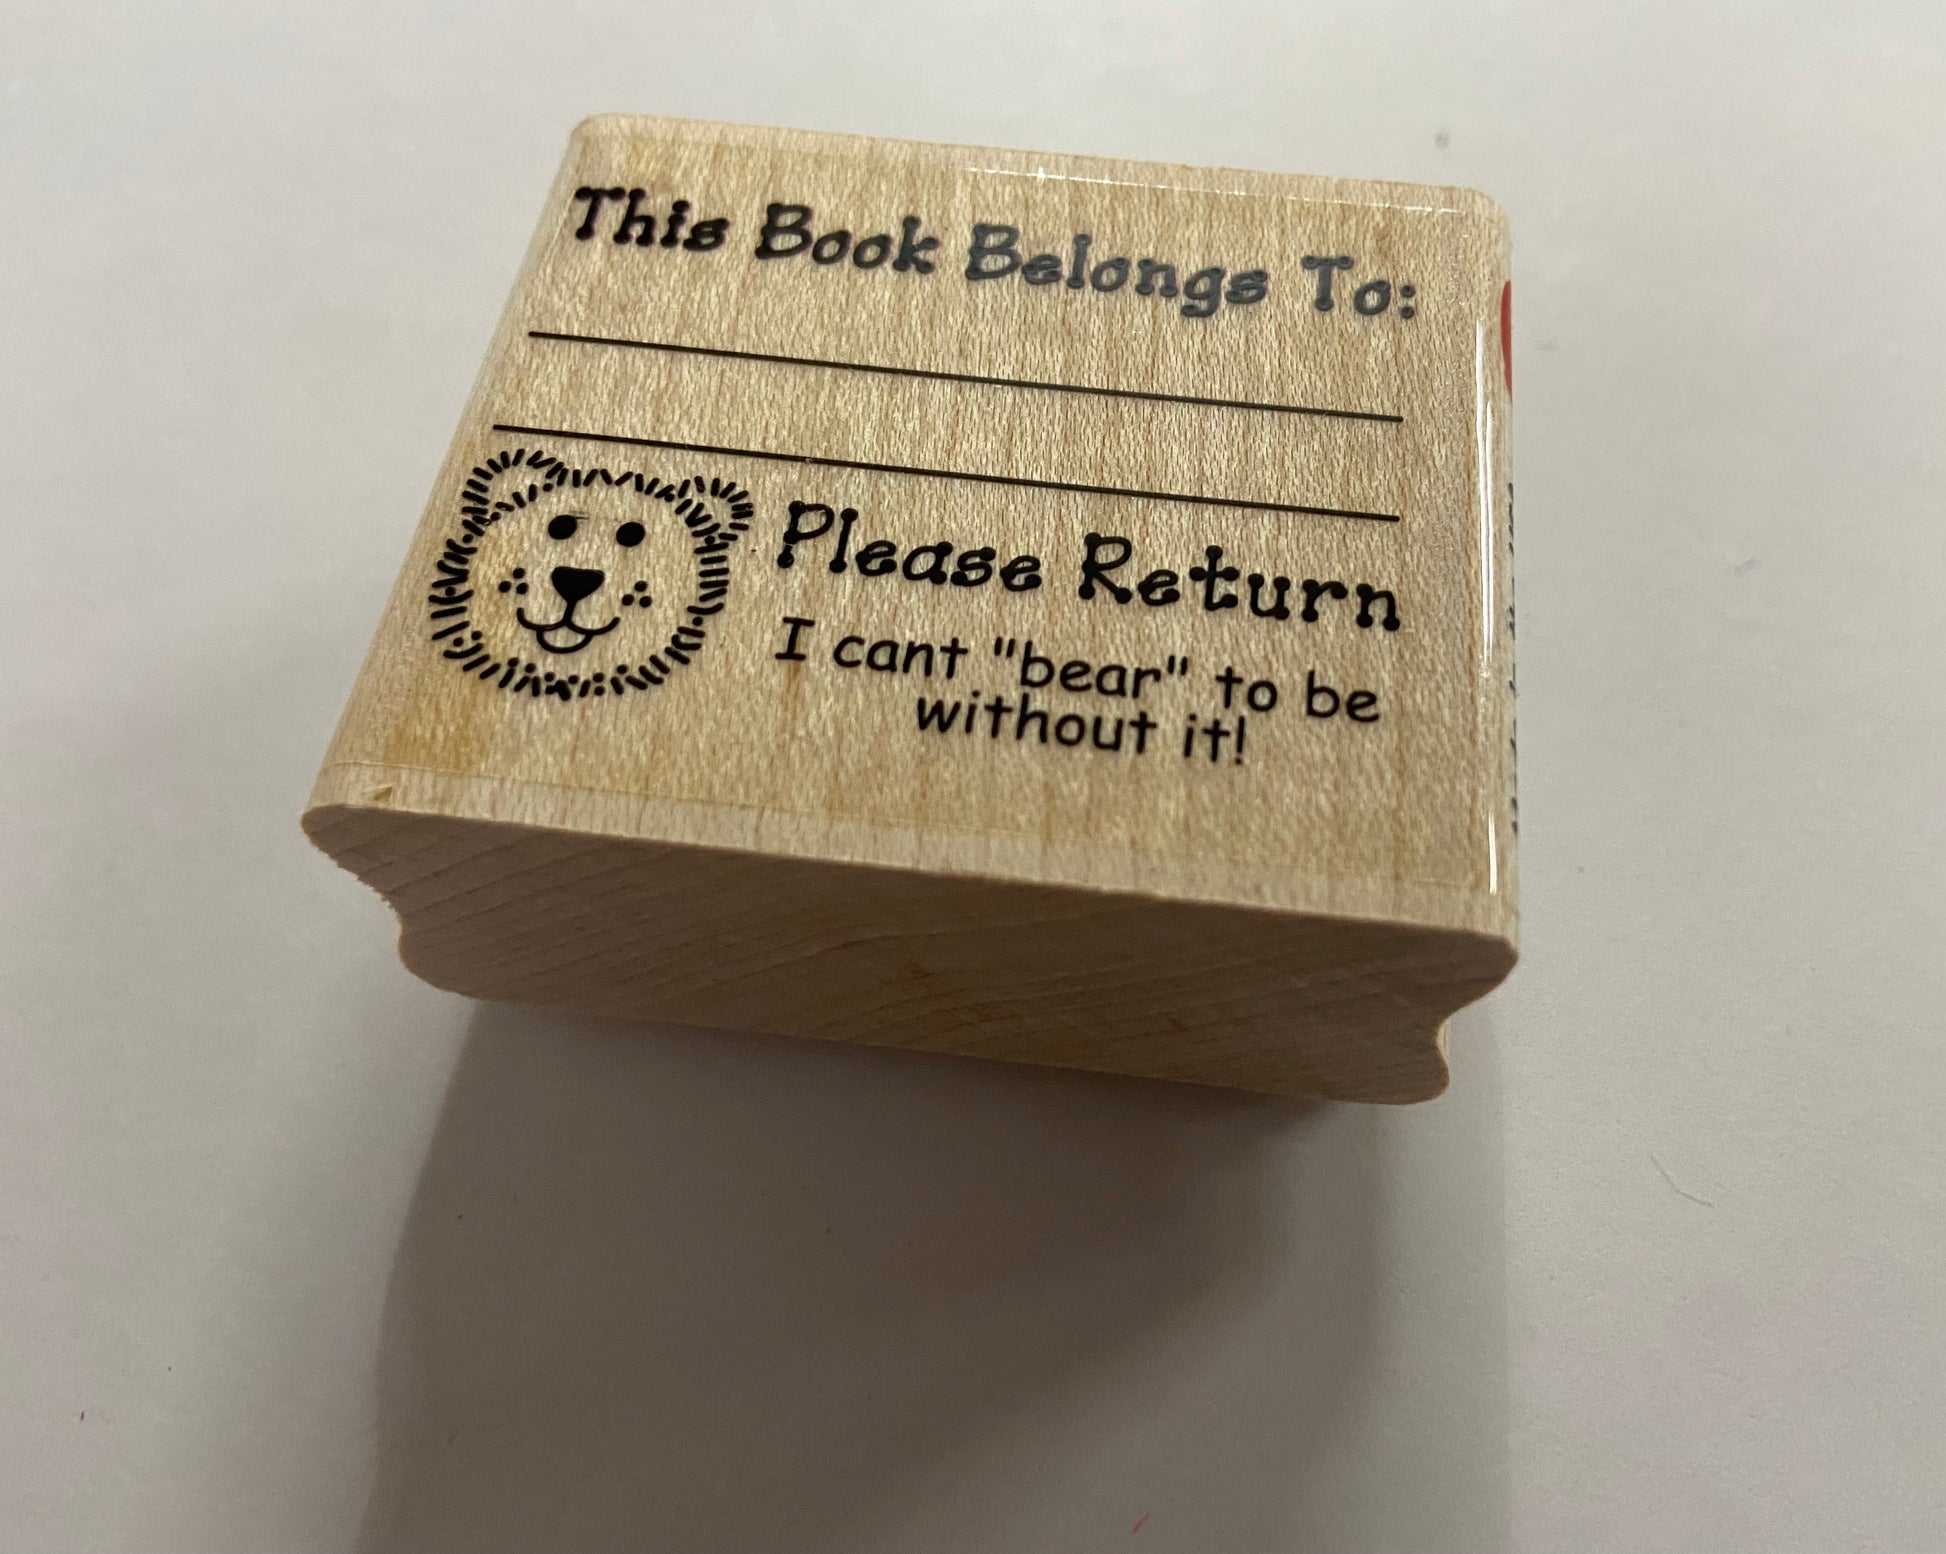 This Book Belongs To:
Please Return
I cant "bear" to be
without it!